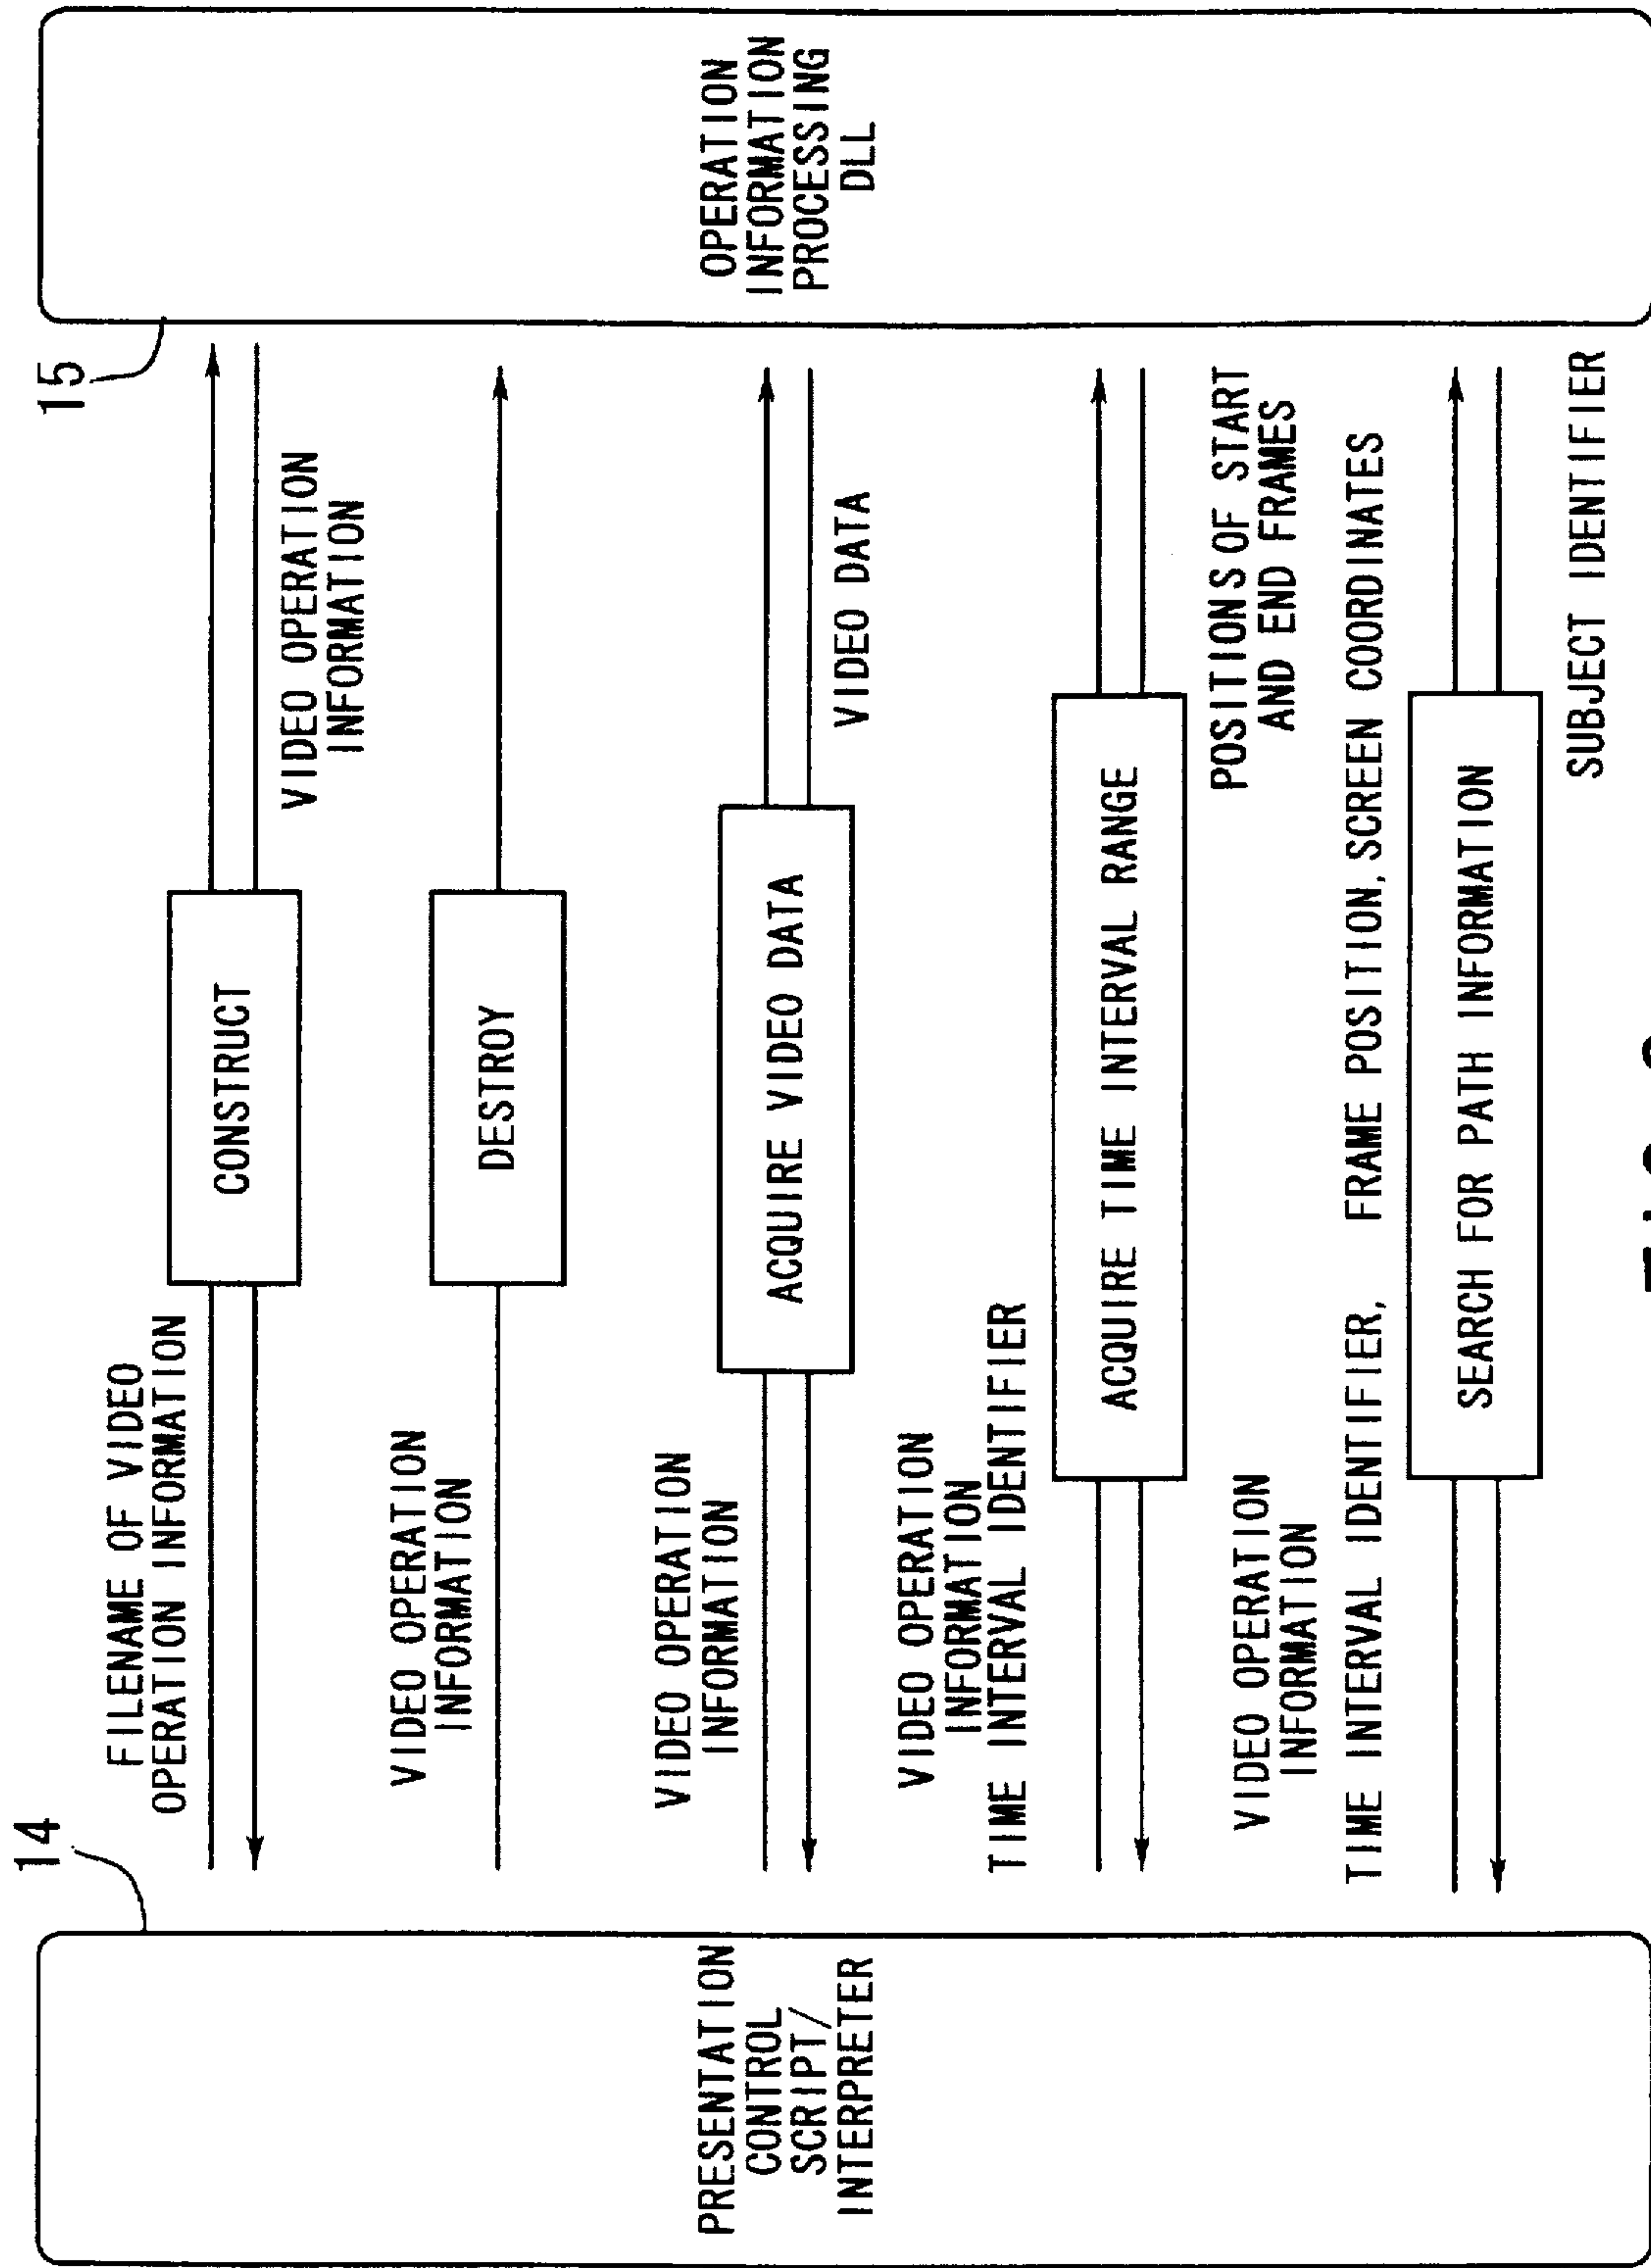 14
15
PRESENTATION
CONTROL
SCRIPT/
INTERPRETER
OPERATION
INFORMATION
PROCESSING
DLL
FILENAME OF VIDEO
OPERATION INFORMATION
CONSTRUCT
VIDEO OPERATION
INFORMATION
VIDEO OPERATION
INFORMATION
DESTROY
VIDEO OPERATION
INFORMATION
ACQUIRE VIDEO DATA
VIDEO DATA
VIDEO OPERATION
INFORMATION
TIME INTERVAL IDENTIFIER
ACQUIRE TIME INTERVAL RANGE
POSITIONS OF START
AND END FRAMES
VIDEO OPERATION
INFORMATION
TIME INTERVAL IDENTIFIER, FRAME POSITION, SCREEN COORDINATES
SEARCH FOR PATH INFORMATION
SUBJECT IDENTIFIER